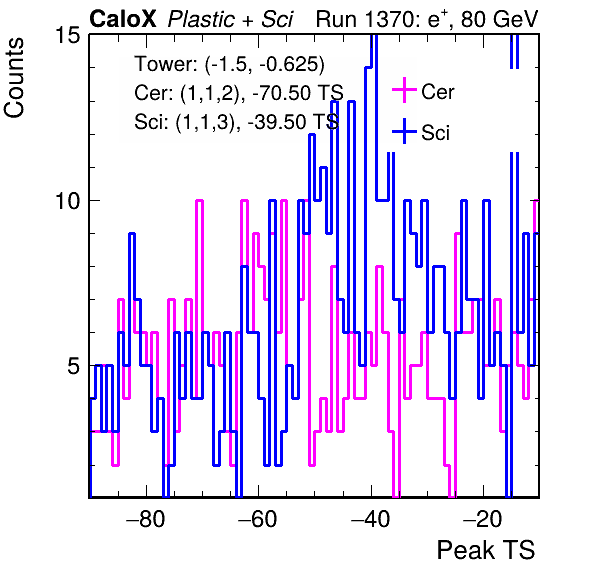 CaloX Plastic + Sci Run 1370: e+, 80 GeV
Counts
15
10
5
Tower: (-1.5, -0.625)
Cer: (1,1,2), -70.50 TS
Sci: (1,1,3), -39.50 TS
Cer
Sci
−80 −60 −40 −20
Peak TS